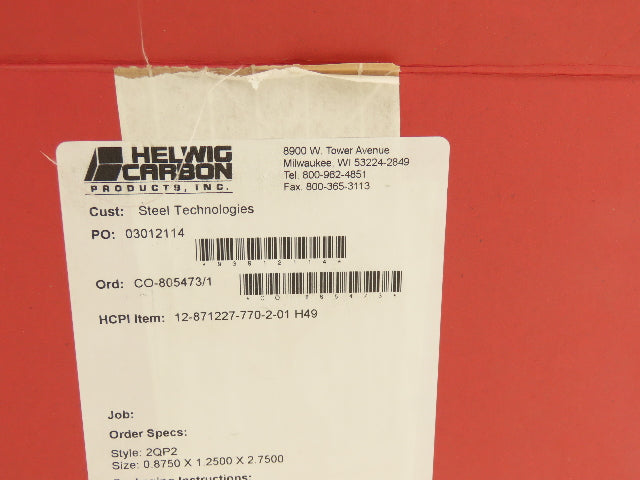 HELWIG
CARBON
PRODUCTS, INC.
8900 W. Tower Avenue
Milwaukee, WI 53224-2849
Tel. 800-962-4851
Fax. 800-365-3113
Cust: Steel Technologies
PO: 03012114
Ord: CO-805473/1
HCPI Item: 12-871227-770-2-01 H49
Job:
Order Specs:
Style: 2QP2
Size: 0.8750 X 1.2500 X 2.7500
Instructions: